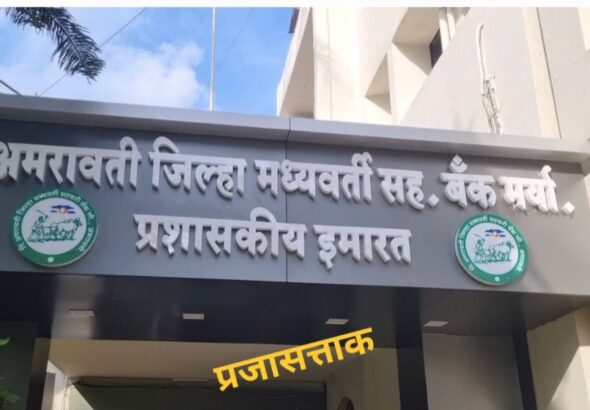 अमरावती जिल्हा मध्यवर्ती सह. बँक मर्या.
प्रशासकीय इमारत
प्रजासत्ताक